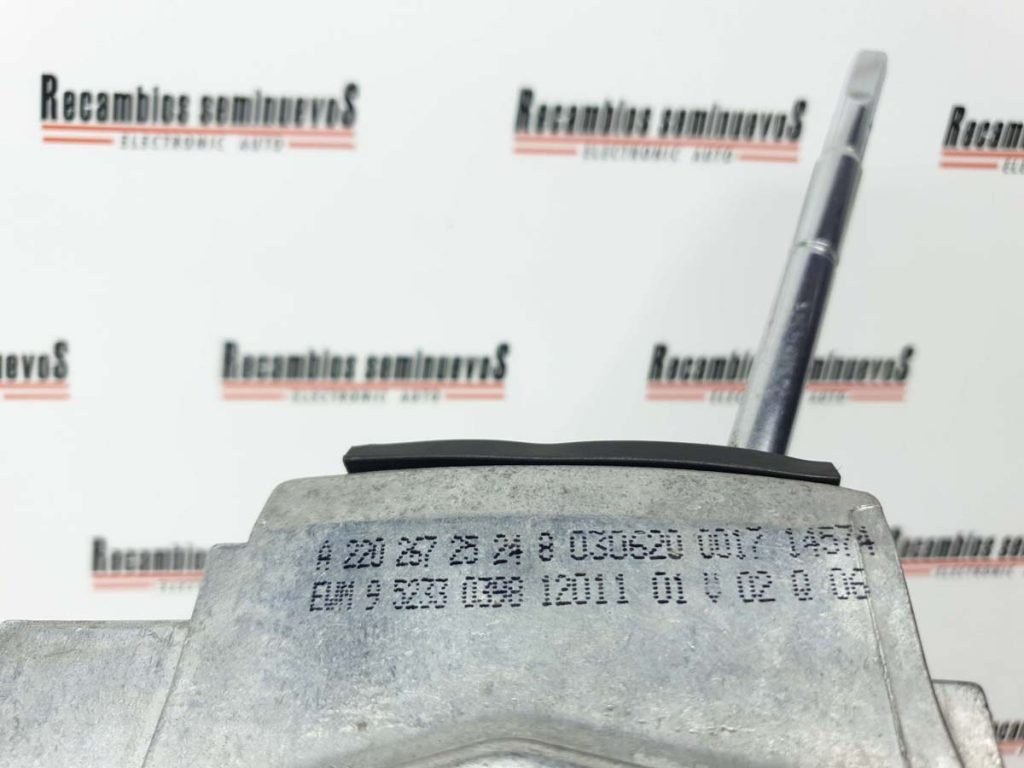 Recambios seminuevoS
ELECTRONIC AUTO
Recambios seminuevoS
ELECTRONIC AUTO
Recambios
Recambios seminuevoS
ELECTRONIC AUTO
Recambios seminuevoS
ELECTRONIC AUTO
A 220 267 25 24 8 030620 0017 14574
EWM 9 5233 0398 12011 01 V 02 Q 06